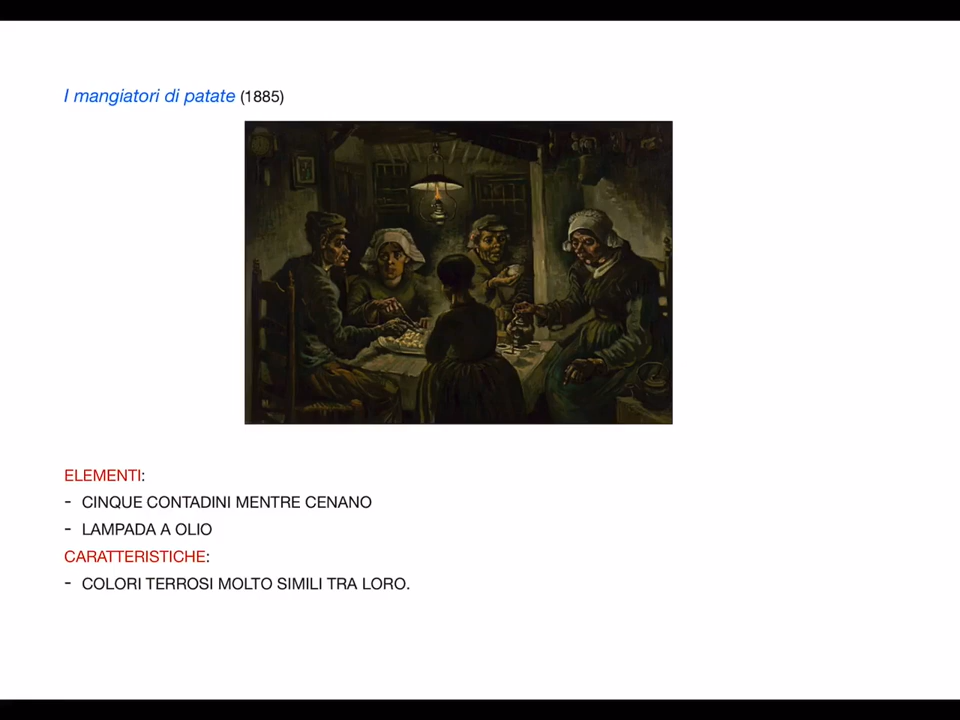 I mangiatori di patate (1885)
ELEMENTI:
- CINQUE CONTADINI MENTRE CENANO
- LAMPADA A OLIO
CARATTERISTICHE:
- COLORI TERROSI MOLTO SIMILI TRA LORO.